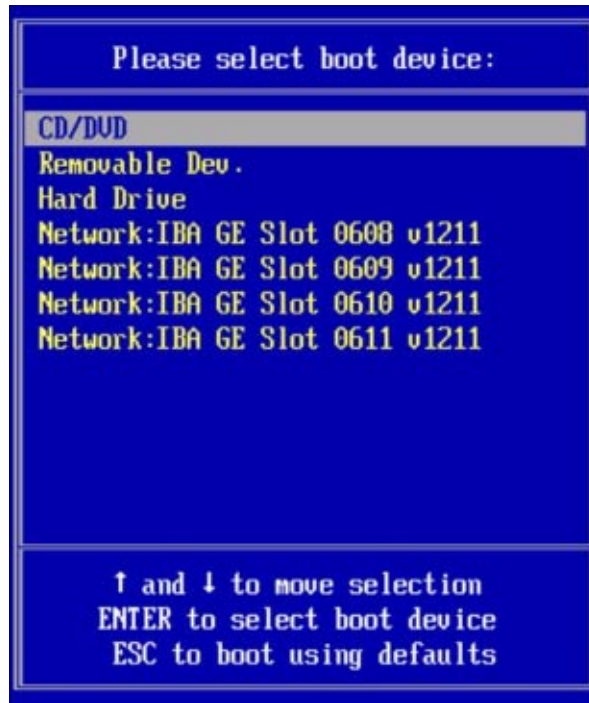 Please select boot device:
CD/DVD
Removable Dev.
Hard Drive
Network:IBA GE Slot 0608 v1211
Network:IBA GE Slot 0609 v1211
Network:IBA GE Slot 0610 v1211
Network:IBA GE Slot 0611 v1211
↑ and ↓ to move selection
ENTER to select boot device
ESC to boot using defaults